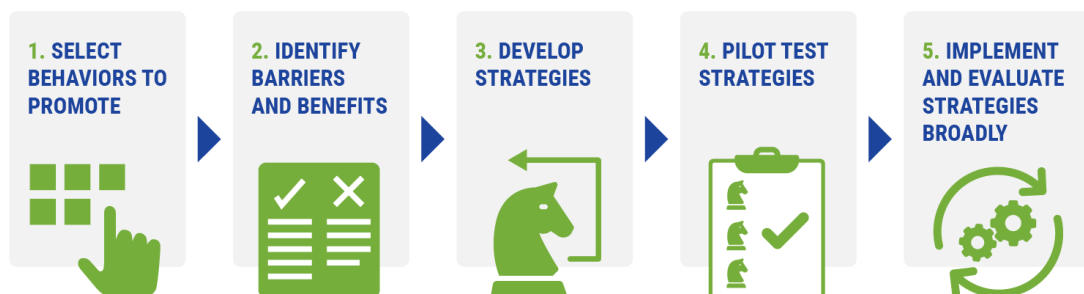 1. SELECT
BEHAVIORS TO
PROMOTE
2. IDENTIFY
BARRIERS
AND BENEFITS
3. DEVELOP
STRATEGIES
4. PILOT TEST
STRATEGIES
5. IMPLEMENT
AND EVALUATE
STRATEGIES
BROADLY